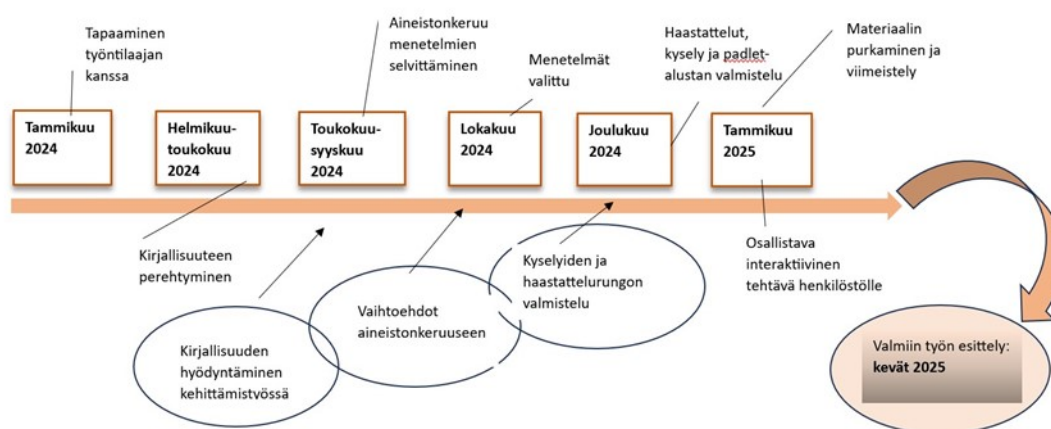 Tapaaminen
työntilaajan
kanssa
Aineistonkeruu
menetelmien
selvittäminen
Menetelmät
valittu
Haastattelut,
kysely ja padlet-
alustan valmistelu
Materiaalin
purkaminen ja
viimeistely
Tammikuu
2024
Helmikuu-
toukokuu
2024
Toukokuu-
syyskuu
2024
Lokakuu
2024
Joulukuu
2024
Tammikuu
2025
Kirjallisuuteen
perehtyminen
Kirjallisuuden
hyödyntäminen
kehittämistyössä
Vaihtoehdot
aineistonkeruuseen
Kyselyiden ja
haastattelurungon
valmistelu
Osallistava
interaktiivinen
tehtävä henkilöstölle
Valmiin työn esittely:
kevät 2025